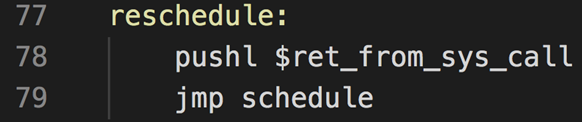 77 reschedule:
78 pushl $ret_from_sys_call
79 jmp schedule